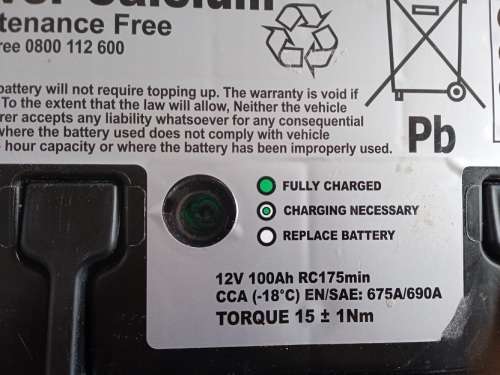 tenance Free
ree 0800 112 600
battery will not require topping up. The warranty is void if
To the extent that the law will allow, Neither the vehicle
rer accepts any liability whatsoever for any consequential
where the battery used does not comply with vehicle
hour capacity or where the battery has been improperly used.
Pb
FULLY CHARGED
CHARGING NECESSARY
REPLACE BATTERY
12V 100Ah RC175min
CCA (-18°C) EN/SAE: 675A/690A
TORQUE 15 ± 1Nm